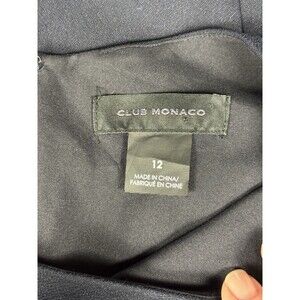 CLUB MONACO
12
MADE IN CHINA/
FABRIQUÉ EN CHINE